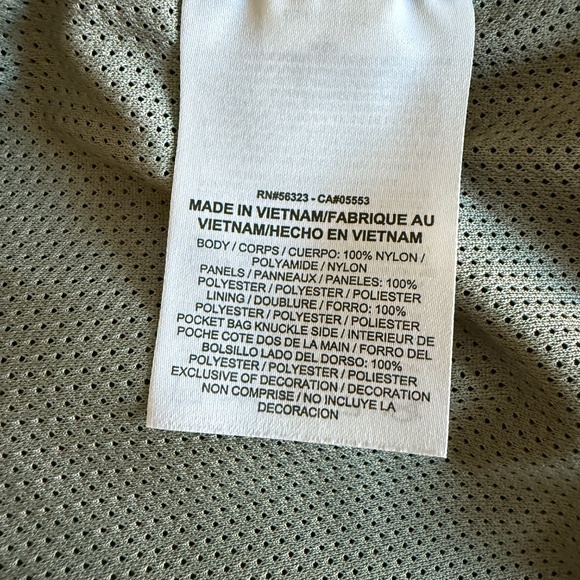 RN#56323 - CA#05553
MADE IN VIETNAM/FABRIQUE AU
VIETNAM/HECHO EN VIETNAM
BODY / CORPS / CUERPO: 100% NYLON /
POLYAMIDE / NYLON
PANELS / PANNEAUX / PANELES: 100%
POLYESTER / POLYESTER / POLIESTER
LINING / DOUBLURE / FORRO: 100%
POLYESTER / POLYESTER / POLIESTER
POCKET BAG KNUCKLE SIDE / INTERIEUR DE
POCHE COTE DOS DE LA MAIN / FORRO DEL
BOLSILLO LADO DEL DORSO: 100%
POLYESTER / POLYESTER / POLIESTER
EXCLUSIVE OF DECORATION / DECORATION
NON COMPRISE / NO INCLUYE LA
DECORACION